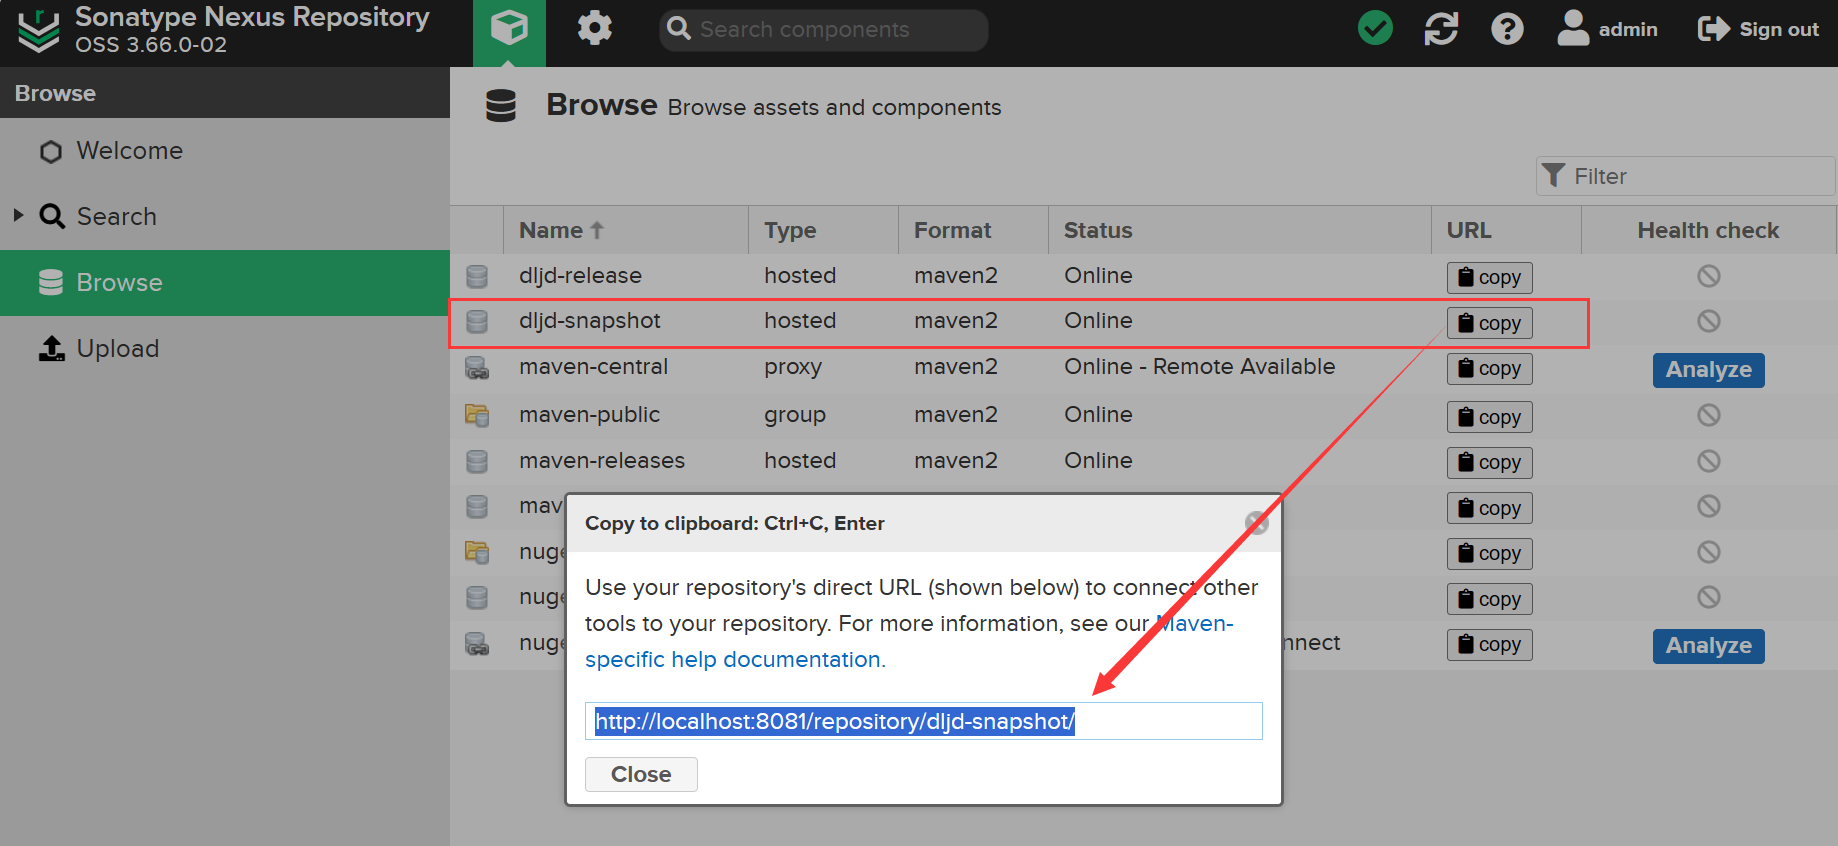 Sonatype Nexus Repository
OSS 3.66.0-02
Search components
admin
Sign out
Browse
Welcome
Search
Browse
Upload
Browse Browse assets and components
Filter
Name Type Format Status URL Health check
dljd-release hosted maven2 Online copy
dljd-snapshot hosted maven2 Online copy
maven-central proxy maven2 Online - Remote Available copy Analyze
maven-public group maven2 Online copy
maven-releases hosted maven2 Online copy
mav copy
nuge copy
nuge copy
nuge nnect copy Analyze
Copy to clipboard: Ctrl+C, Enter
Use your repository's direct URL (shown below) to connect other
tools to your repository. For more information, see our Maven-
specific help documentation.
http://localhost:8081/repository/dljd-snapshot/
Close